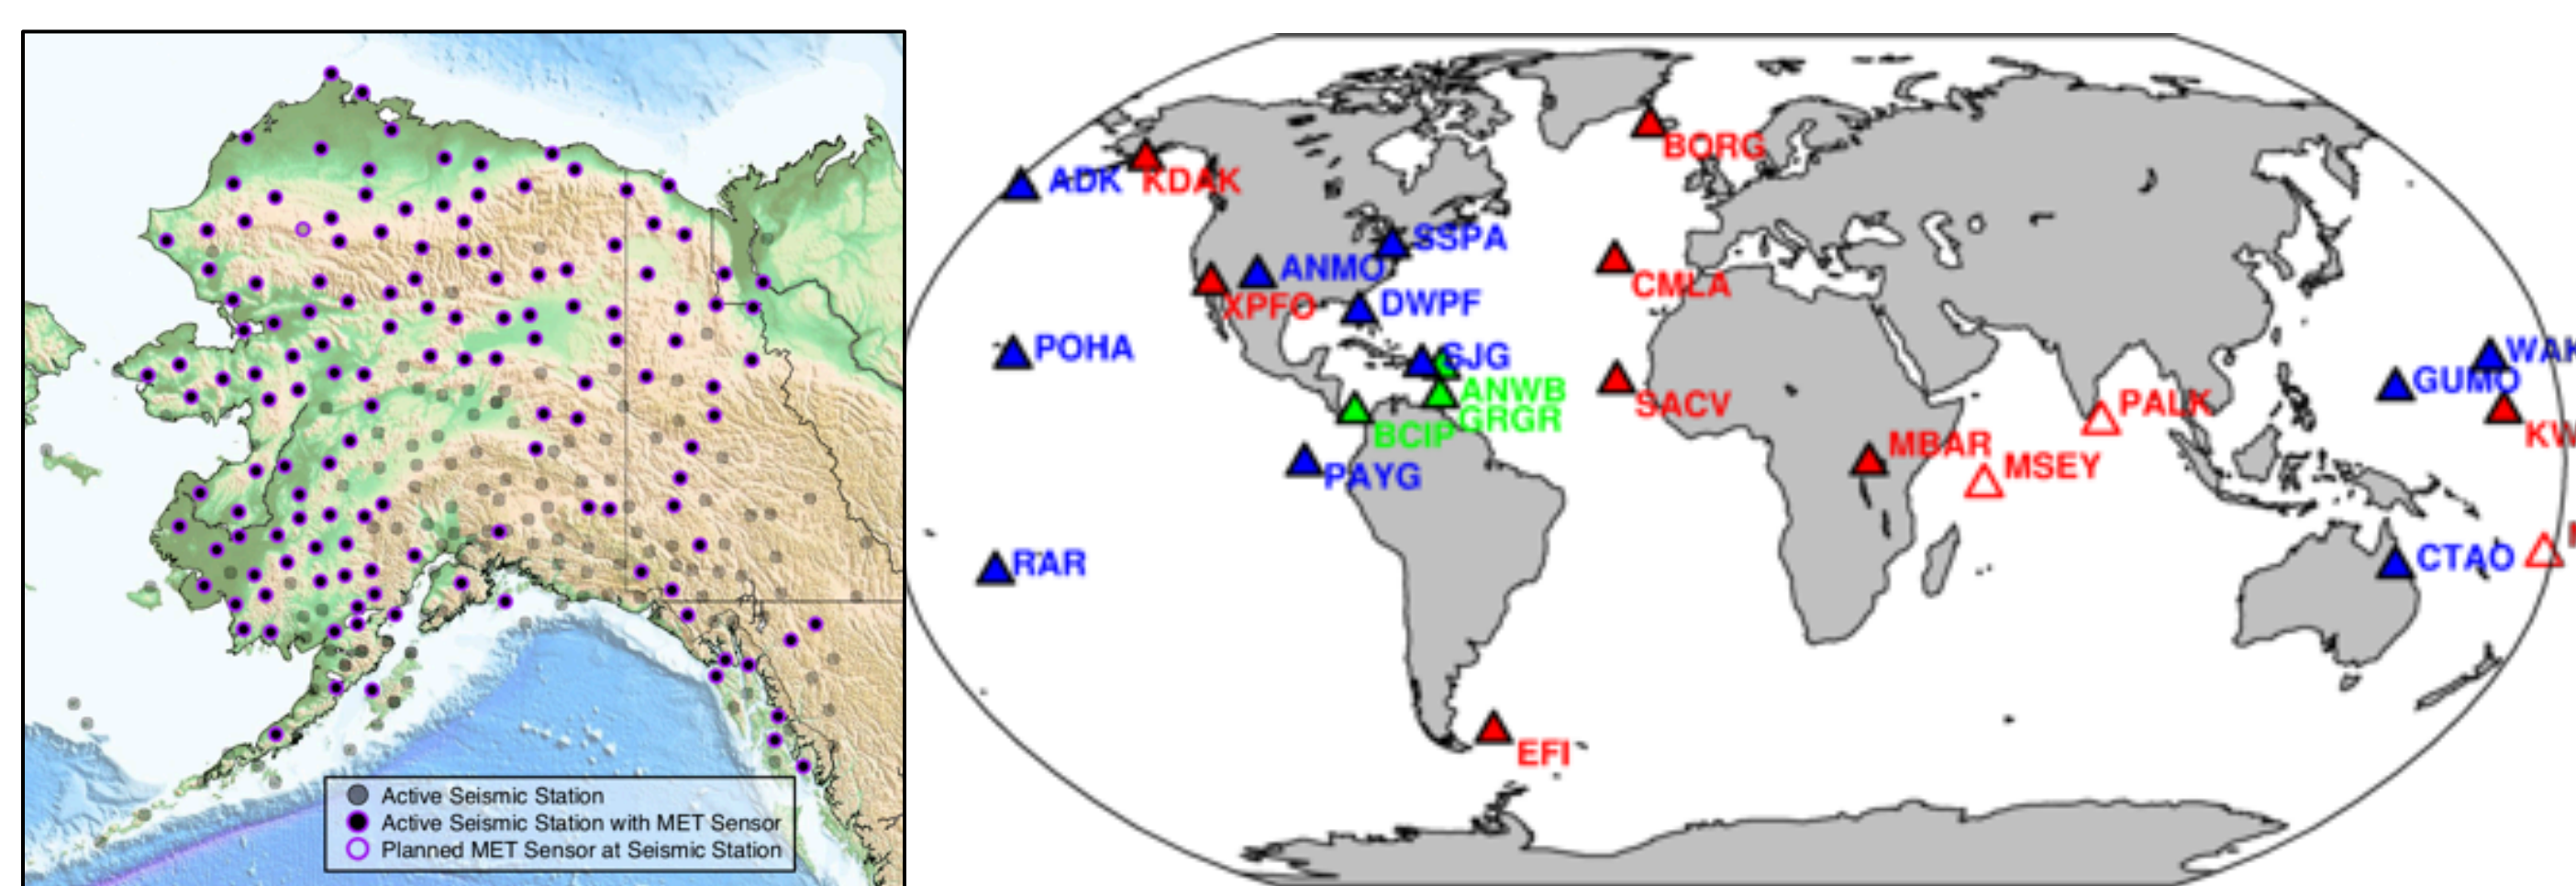 Active Seismic Station
Active Seismic Station with MET Sensor
Planned MET Sensor at Seismic Station
BORG
ADK
KDAK
SSPA
ANMO
CMLA
XPFO
DWPF
POHA
SJG
GUMO
ANWB
SACV
PALK
GRGR
BCIP
MBAR
MSEY
PAYG
RAR
CTAO
EFI